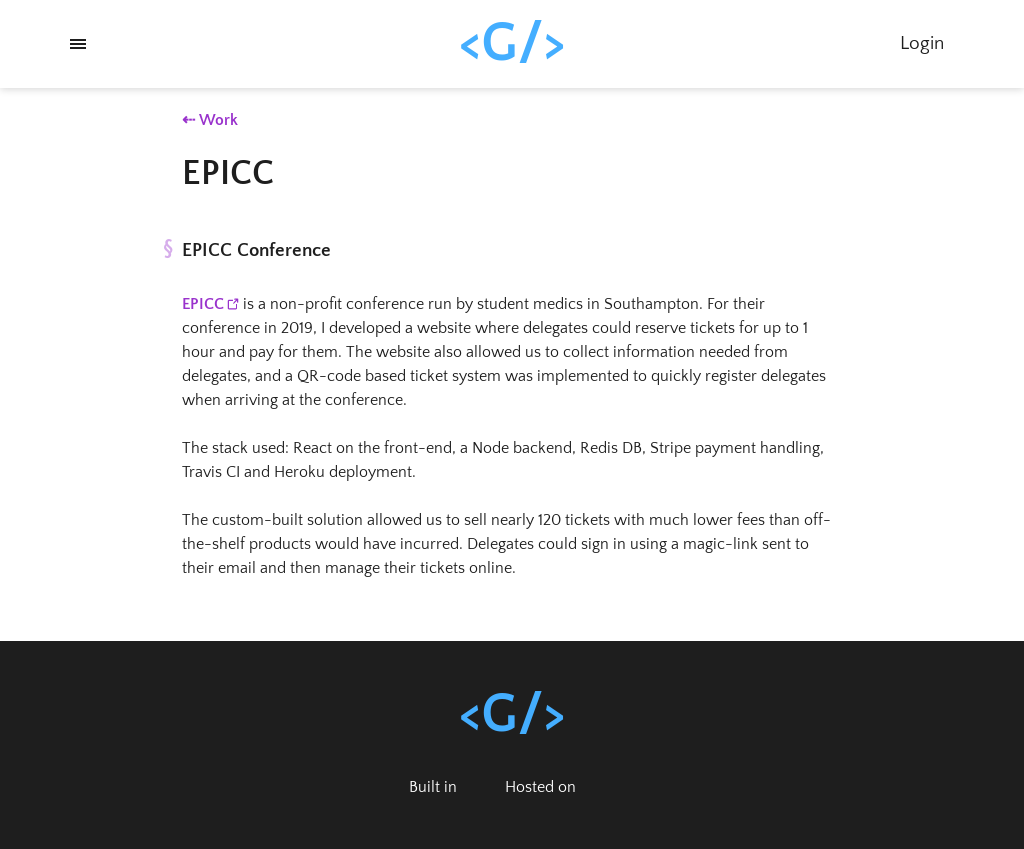 <G/>
Login
⇠ Work
EPICC
§ EPICC Conference
EPICC is a non-profit conference run by student medics in Southampton. For their
conference in 2019, I developed a website where delegates could reserve tickets for up to 1
hour and pay for them. The website also allowed us to collect information needed from
delegates, and a QR-code based ticket system was implemented to quickly register delegates
when arriving at the conference.
The stack used: React on the front-end, a Node backend, Redis DB, Stripe payment handling,
Travis CI and Heroku deployment.
The custom-built solution allowed us to sell nearly 120 tickets with much lower fees than off-
the-shelf products would have incurred. Delegates could sign in using a magic-link sent to
their email and then manage their tickets online.
<G/>
Built in
Hosted on